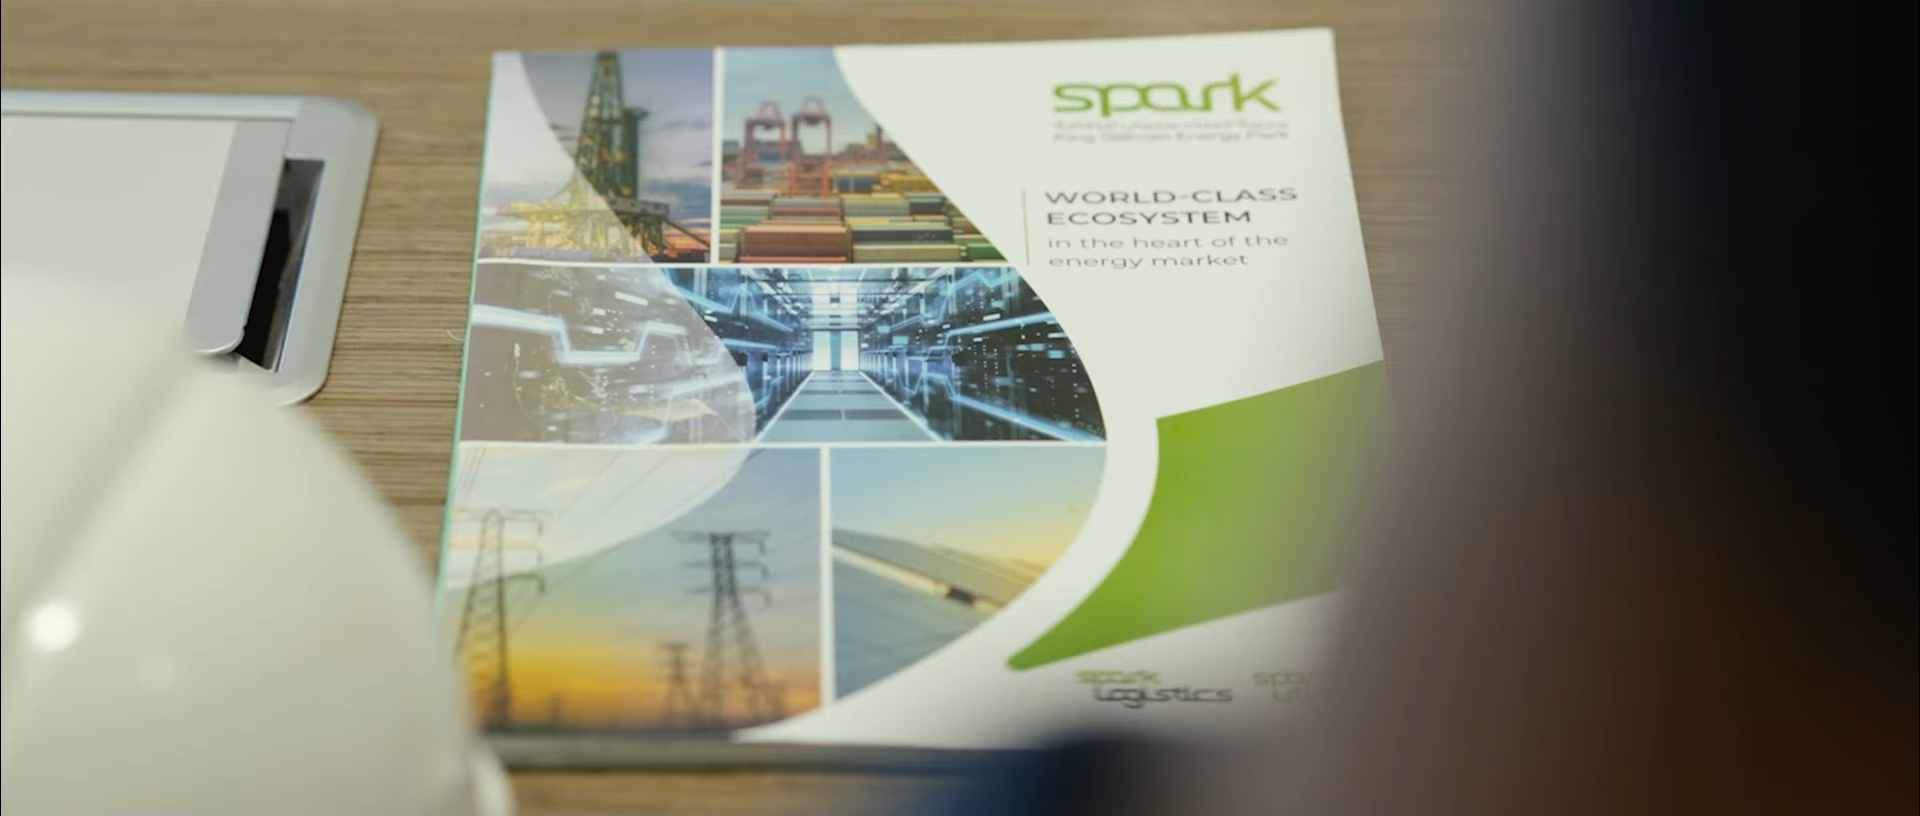 spark
King Salman Energy Park
WORLD-CLASS
ECOSYSTEM
in the heart of the
energy market
spark
logistics